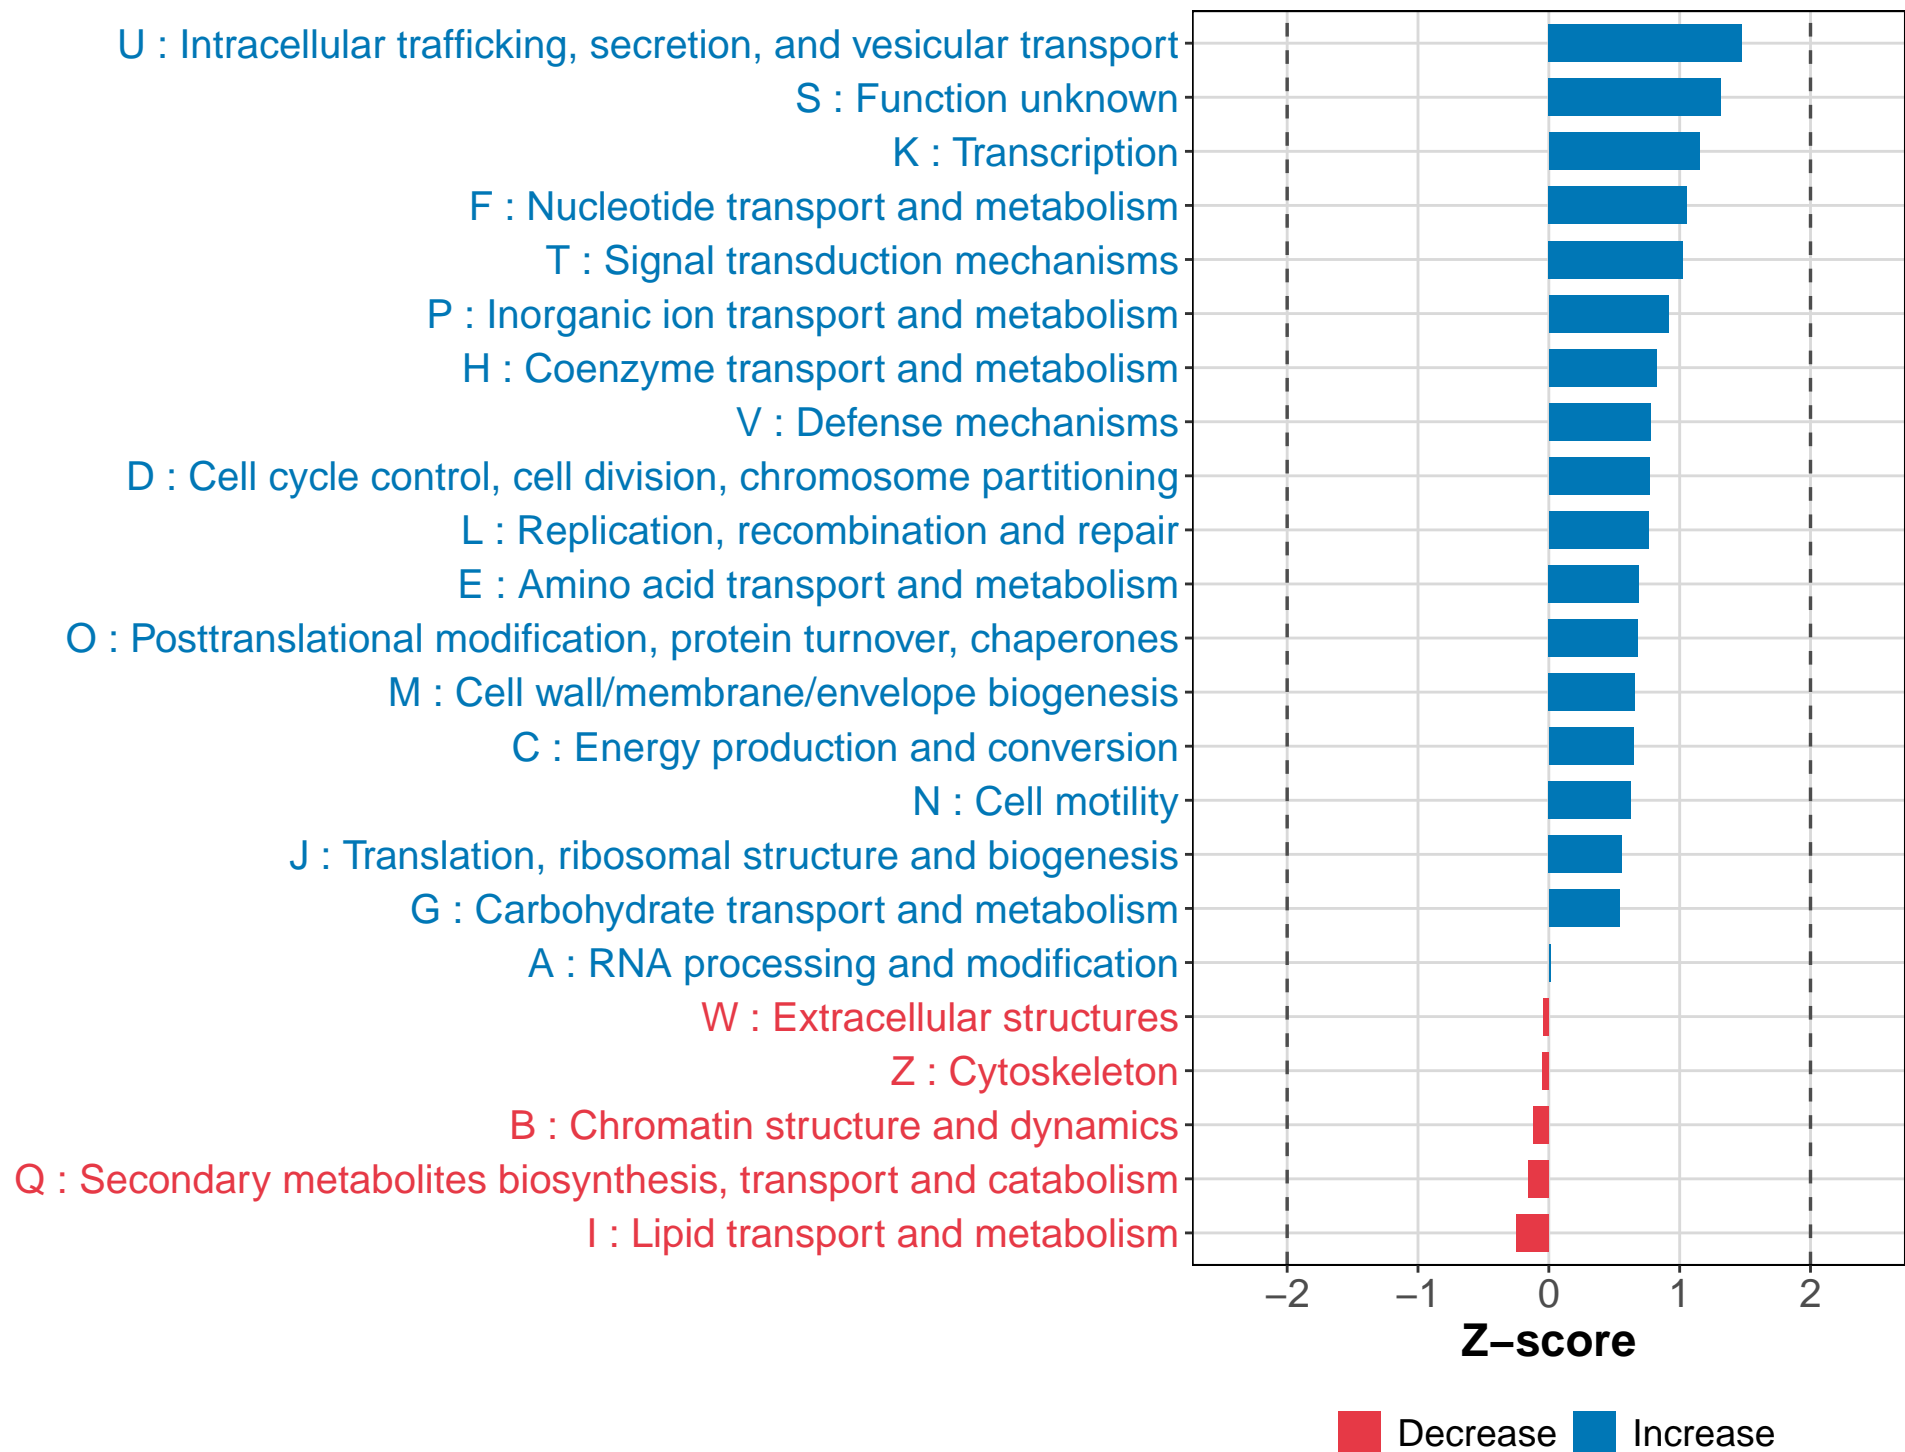 U : Intracellular trafficking, secretion, and vesicular transport
S : Function unknown
K : Transcription
F : Nucleotide transport and metabolism
T : Signal transduction mechanisms
P : Inorganic ion transport and metabolism
H : Coenzyme transport and metabolism
V : Defense mechanisms
D : Cell cycle control, cell division, chromosome partitioning
L : Replication, recombination and repair
E : Amino acid transport and metabolism
O : Posttranslational modification, protein turnover, chaperones
M : Cell wall/membrane/envelope biogenesis
C : Energy production and conversion
N : Cell motility
J : Translation, ribosomal structure and biogenesis
G : Carbohydrate transport and metabolism
A : RNA processing and modification
W : Extracellular structures
Z : Cytoskeleton
B : Chromatin structure and dynamics
Q : Secondary metabolites biosynthesis, transport and catabolism
I : Lipid transport and metabolism
−2 −1 0 1 2
Z−score
Decrease Increase